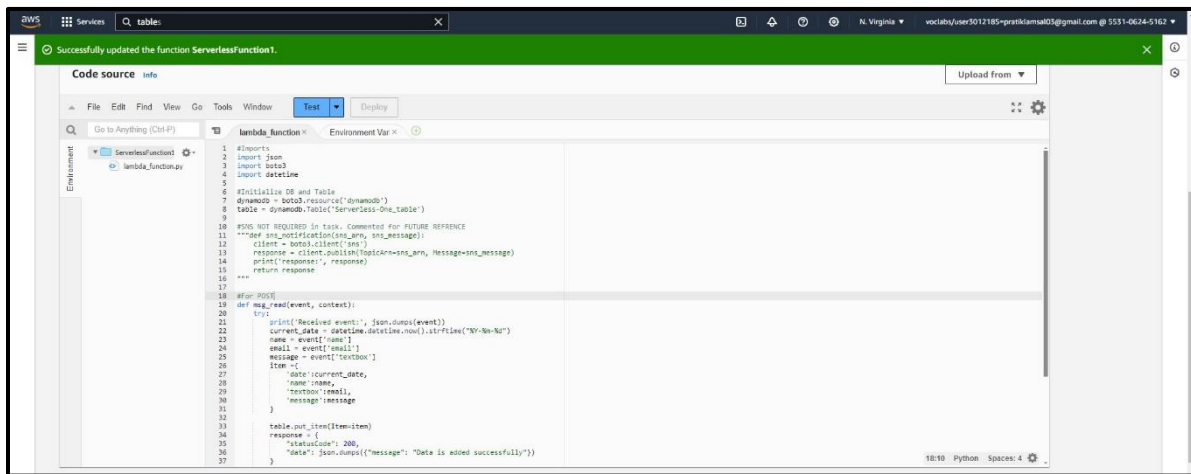 aws Services tables N. Virginia voclabs/user3012185=pratiklamsal03@gmail.com @ 5531-0624-5162
Successfully updated the function ServerlessFunction1.
Code source Info Upload from
File Edit Find View Go Tools Window Test Deploy
Go to Anything (Ctrl-P) lambda_function × Environment Var ×
Environment
ServerlessFunction1
lambda_function.py
1 #Imports
2 import json
3 import boto3
4 import datetime
5
6 #Initialize DB and Table
7 dynamodb = boto3.resource('dynamodb')
8 table = dynamodb.Table('Serverless-One_table')
9
10 #SNS NOT REQUIRED in task. Commented for FUTURE REFRENCE
11 """def sns_notification(sns_arn, sns_message):
12 client = boto3.client('sns')
13 response = client.publish(TopicArn=sns_arn, Message=sns_message)
14 print('response:', response)
15 return response
16 """
17
18 #for POST
19 def msg_read(event, context):
20 try:
21 print('Received event:', json.dumps(event))
22 current_date = datetime.datetime.now().strftime("%Y-%m-%d")
23 name = event['name']
24 email = event['email']
25 message = event['textbox']
26 item ={
27 'date':current_date,
28 'name':name,
29 'textbox':email,
30 'message':message
31 }
32
33 table.put_item(Item=item)
34 response = {
35 "statusCode": 200,
36 "data": json.dumps({"message": "Data is added successfully"})
37 }
18:10 Python Spaces: 4